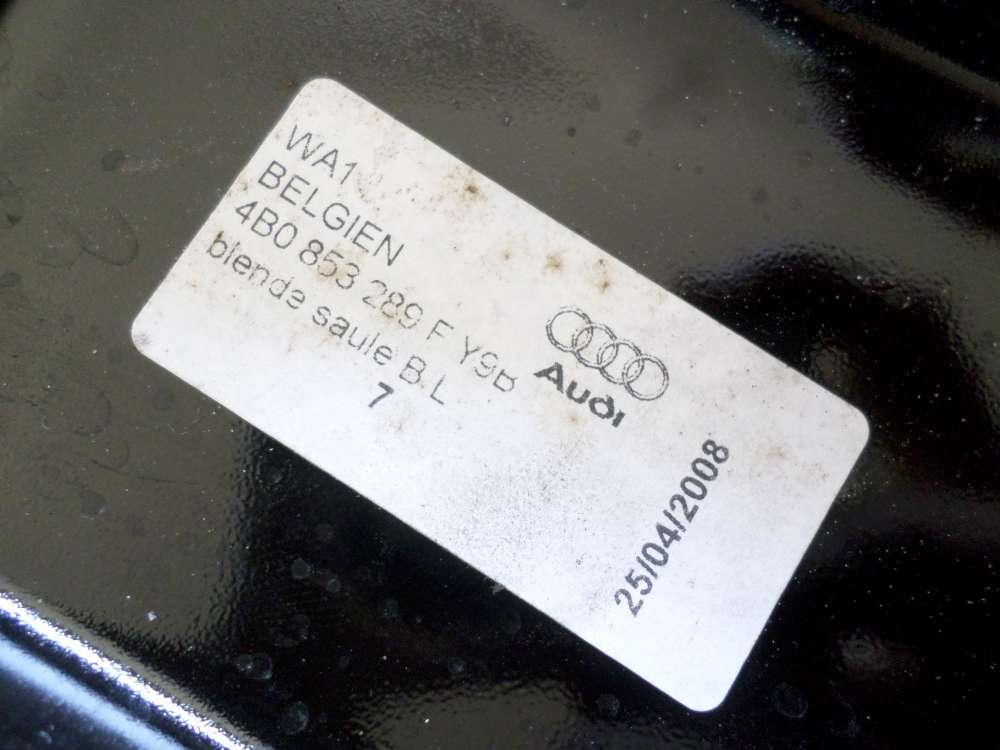 WA1
BELGIEN
4B0 853 289 F Y9B
blende saule B.L
7
Audi
25/04/2008